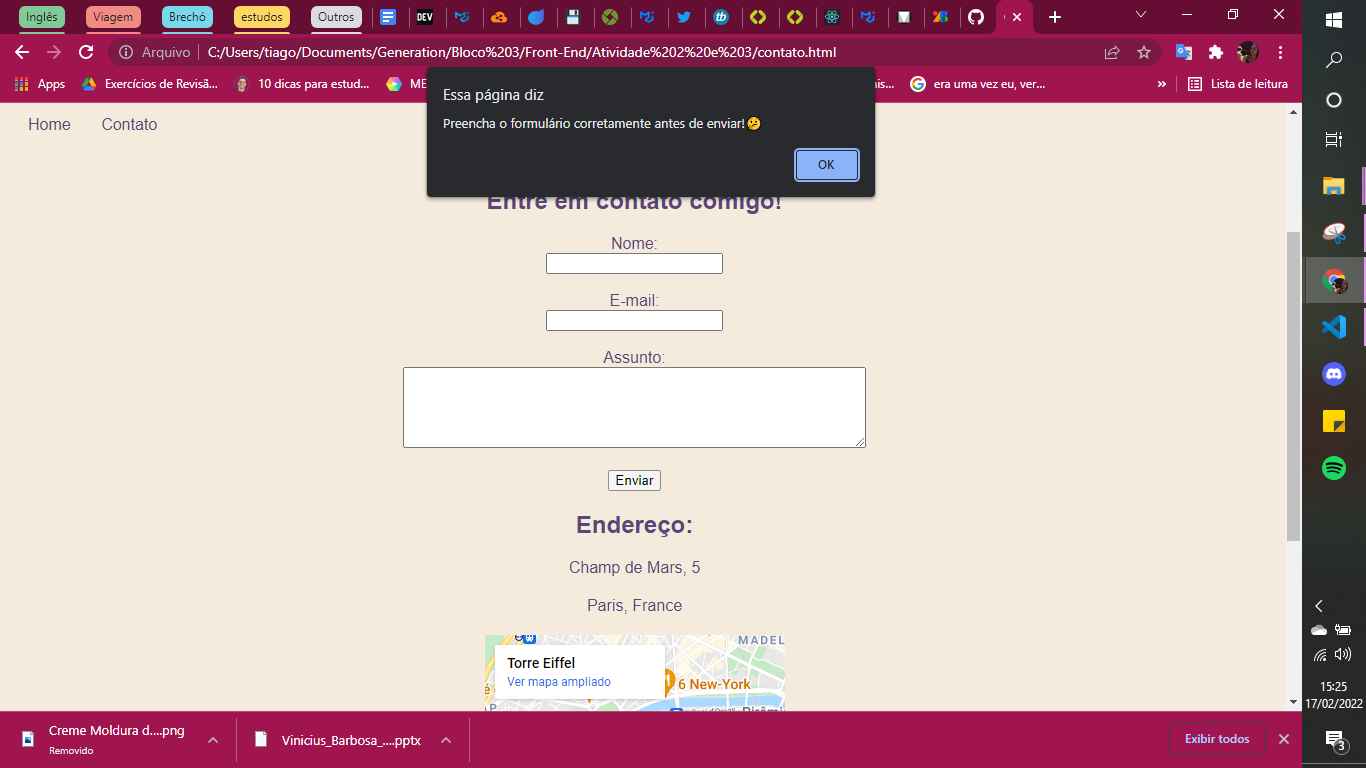 Inglês
Viagem
Brechó
estudos
Outros
DEV
tb
Arquivo
C:/Users/tiago/Documents/Generation/Bloco%203/Front-End/Atividade%202%20e%203/contato.html
Apps
Exercícios de Revisã...
10 dicas para estud...
ME
is...
era uma vez eu, ver...
»
Lista de leitura
Essa página diz
Preencha o formulário corretamente antes de enviar!🤔
OK
Home
Contato
Entre em contato comigo!
Nome:
E-mail:
Assunto:
Enviar
Endereço:
Champ de Mars, 5
Paris, France
MADEL
Torre Eiffel
Ver mapa ampliado
6 New-York
Creme Moldura d....png
Removido
Vinicius_Barbosa_....pptx
Exibir todos
15:25
17/02/2022
3